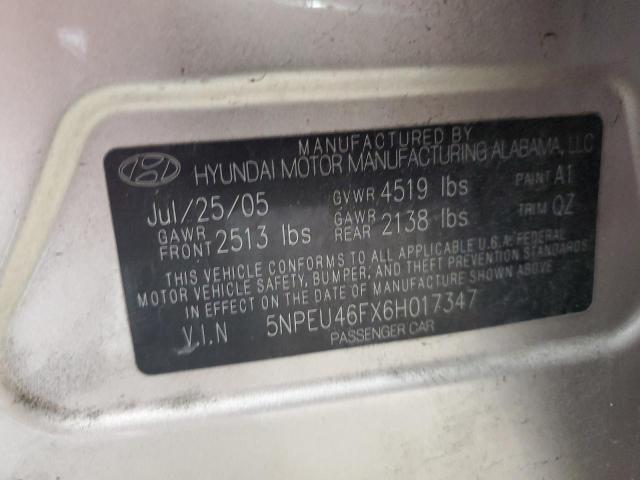 MANUFACTURED BY
HYUNDAI MOTOR MANUFACTURING ALABAMA, LLC
Jul/25/05 GVWR 4519 lbs PAINT A1
GAWR FRONT 2513 lbs GAWR REAR 2138 lbs TRIM QZ
THIS VEHICLE CONFORMS TO ALL APPLICABLE U.S.A. FEDERAL
MOTOR VEHICLE SAFETY, BUMPER, AND THEFT PREVENTION STANDARDS
IN EFFECT ON THE DATE OF MANUFACTURE SHOWN ABOVE
V.I.N 5NPEU46FX6H017347
PASSENGER CAR